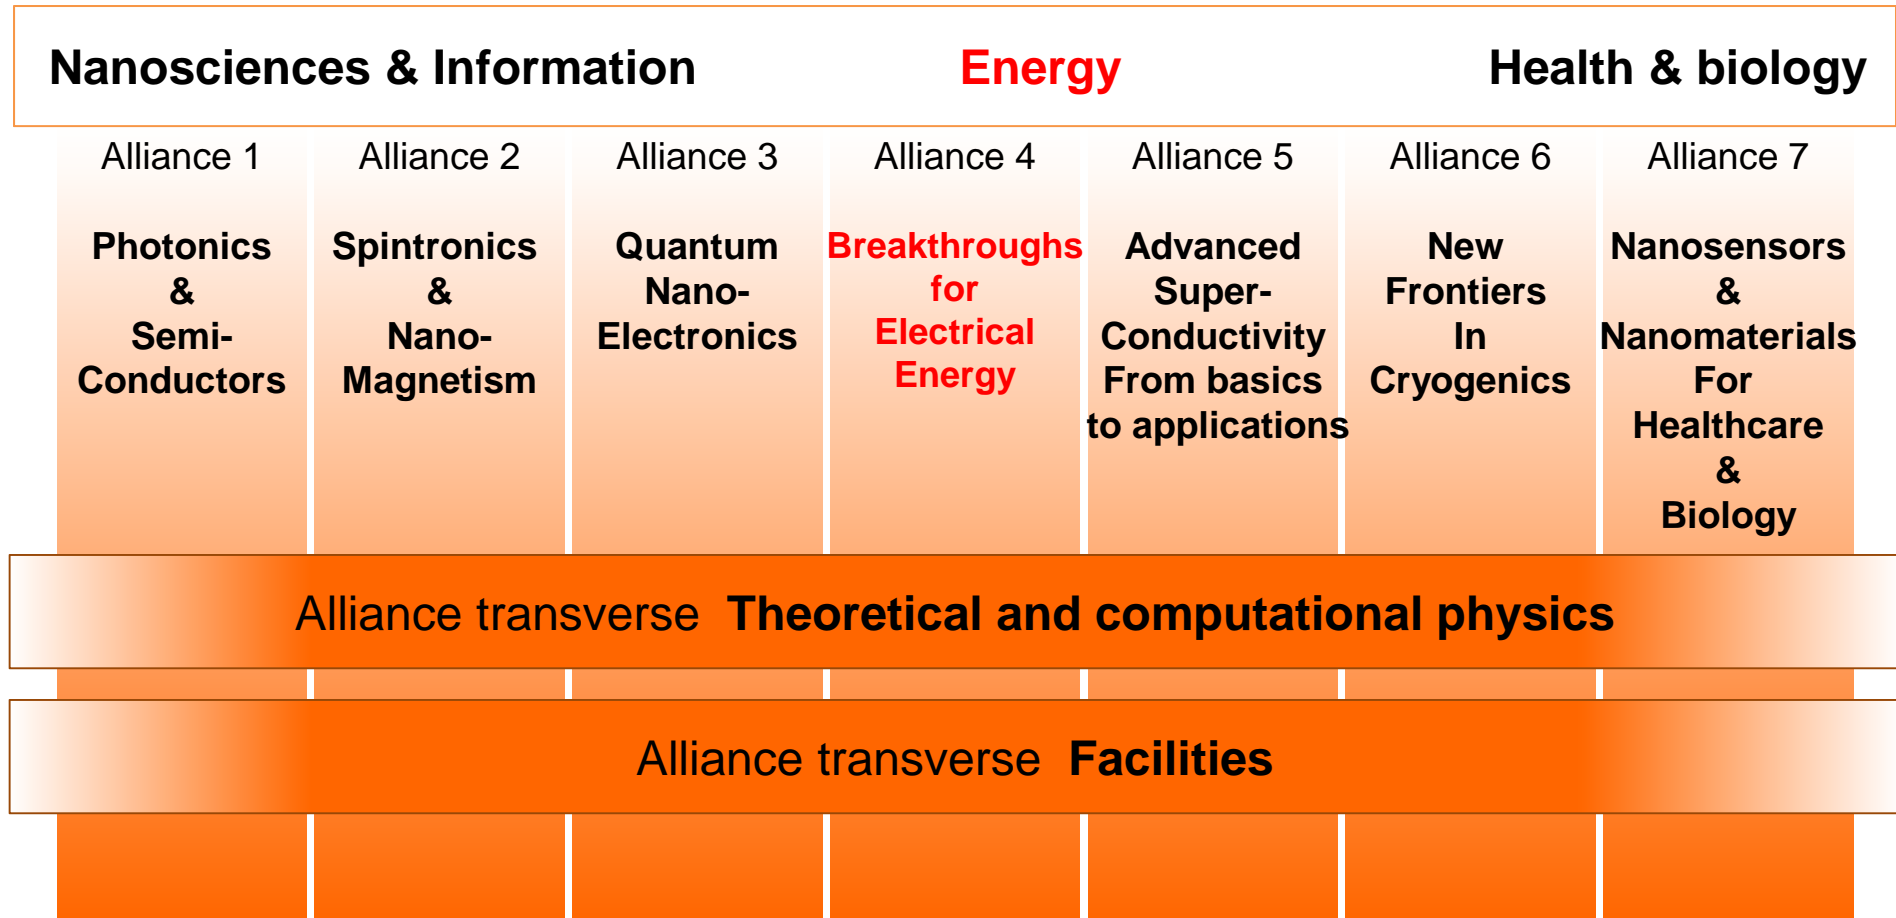 Nanosciences & Information Energy Health & biology
Alliance 1
Photonics
&
Semi-
Conductors
Alliance 2
Spintronics
&
Nano-
Magnetism
Alliance 3
Quantum
Nano-
Electronics
Alliance 4
Breakthroughs
for
Electrical
Energy
Alliance 5
Advanced
Super-
Conductivity
From basics
to applications
Alliance 6
New
Frontiers
In
Cryogenics
Alliance 7
Nanosensors
&
Nanomaterials
For
Healthcare
&
Biology
Alliance transverse Theoretical and computational physics
Alliance transverse Facilities